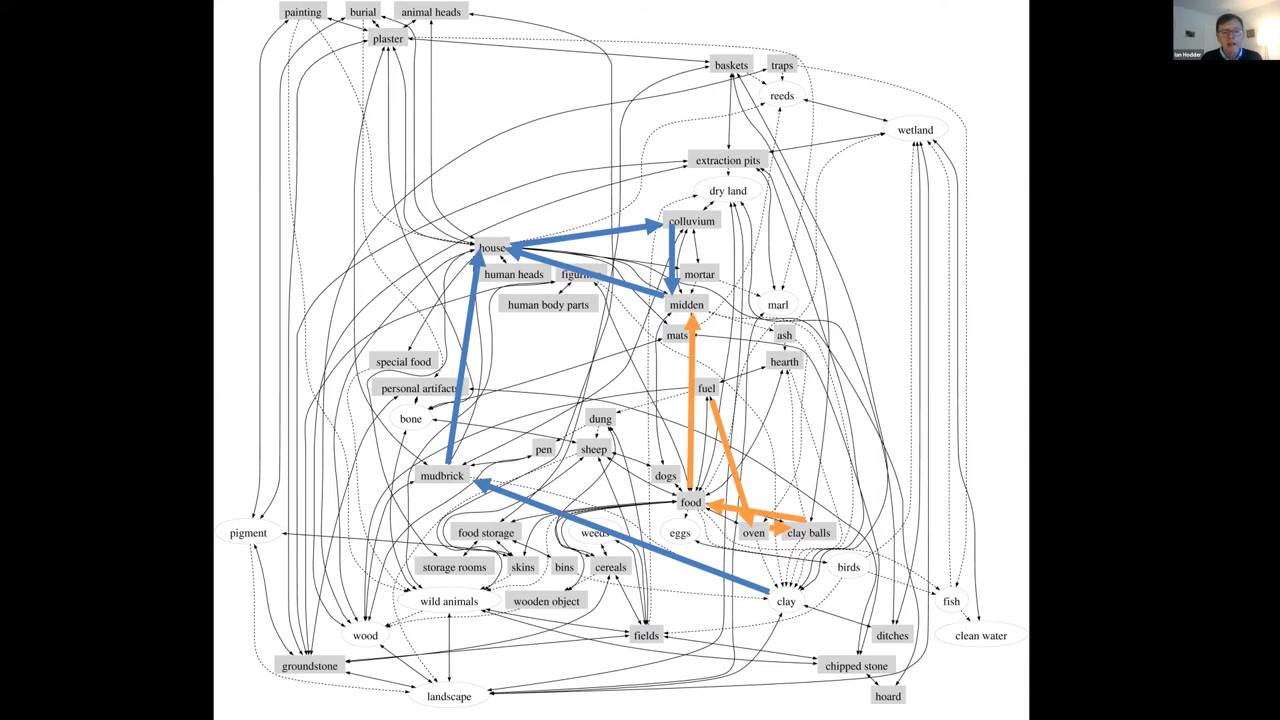 painting
burial
animal heads
plaster
baskets
traps
Ian Hodder
reeds
wetland
extraction pits
dry land
colluvium
house
human heads
mortar
human body parts
midden
marl
mats
ash
special food
hearth
personal artifacts
fuel
bone
dung
pen
sheep
mudbrick
dogs
food
pigment
food storage
weeds
eggs
oven
clay balls
storage rooms
skins
bins
cereals
birds
wild animals
wooden object
clay
fish
wood
fields
ditches
clean water
groundstone
chipped stone
landscape
hoard